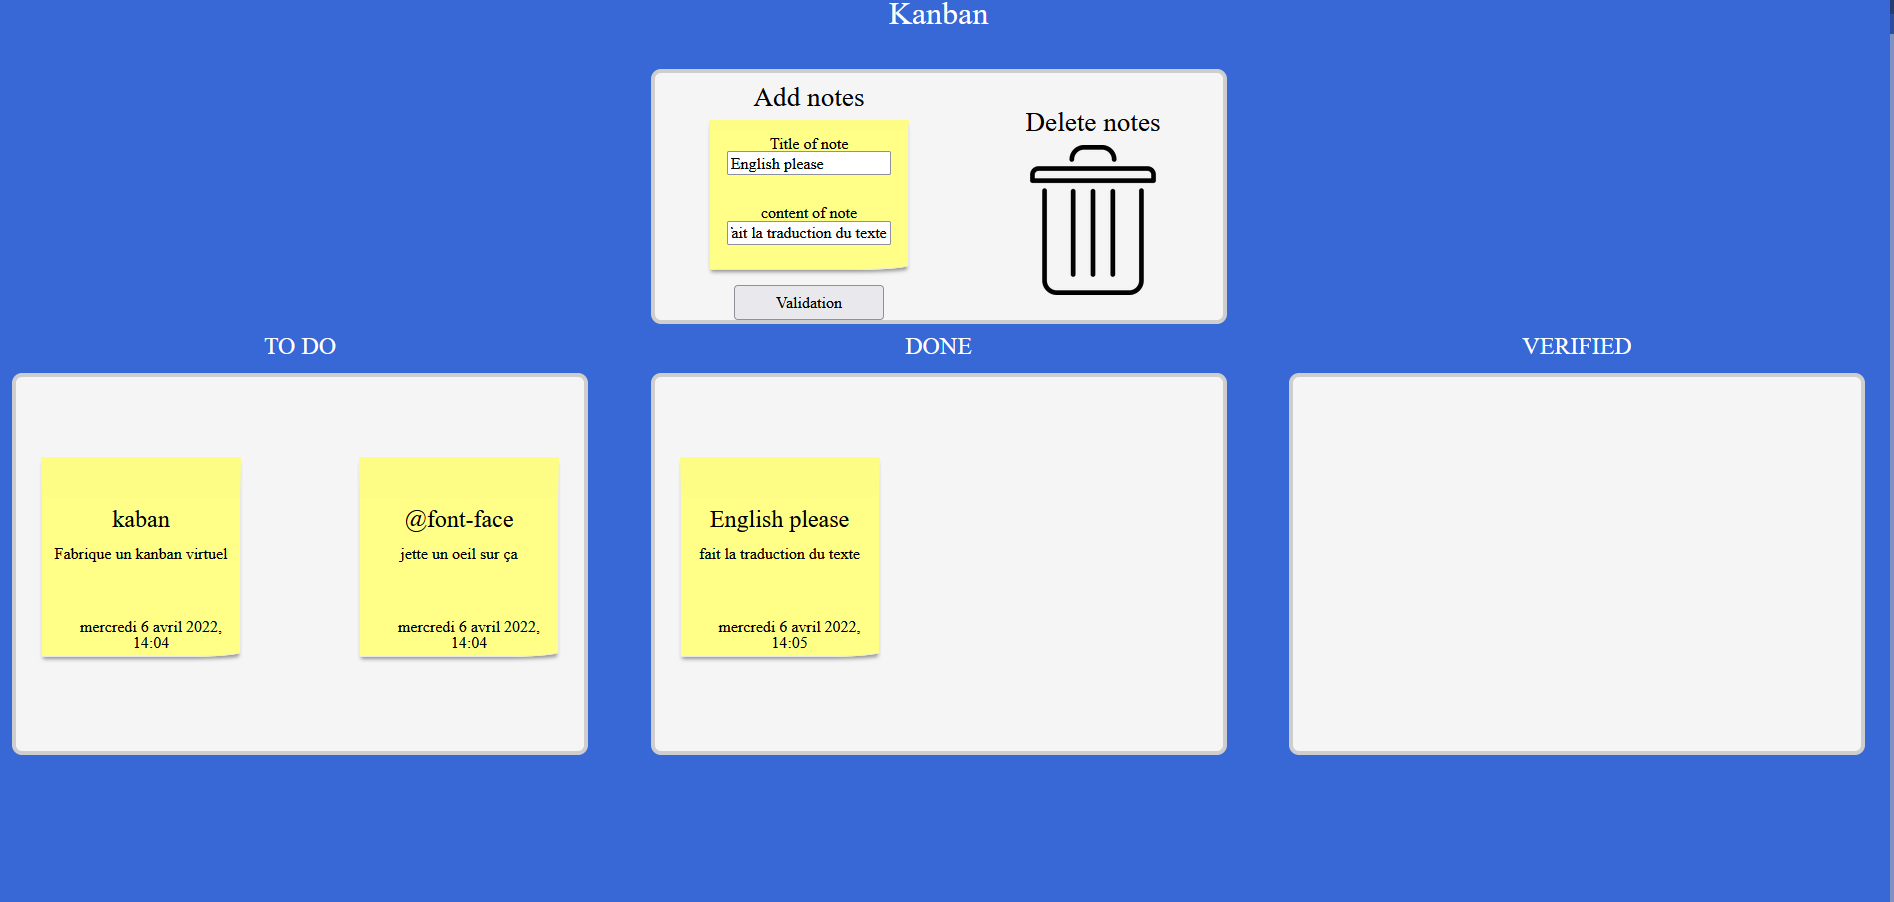 Kanban
Add notes
Title of note
English please
content of note
fait la traduction du texte
Validation
Delete notes
TO DO
kaban
Fabrique un kanban virtuel
mercredi 6 avril 2022,
14:04
@font-face
jette un oeil sur ça
mercredi 6 avril 2022,
14:04
DONE
English please
fait la traduction du texte
mercredi 6 avril 2022,
14:05
VERIFIED